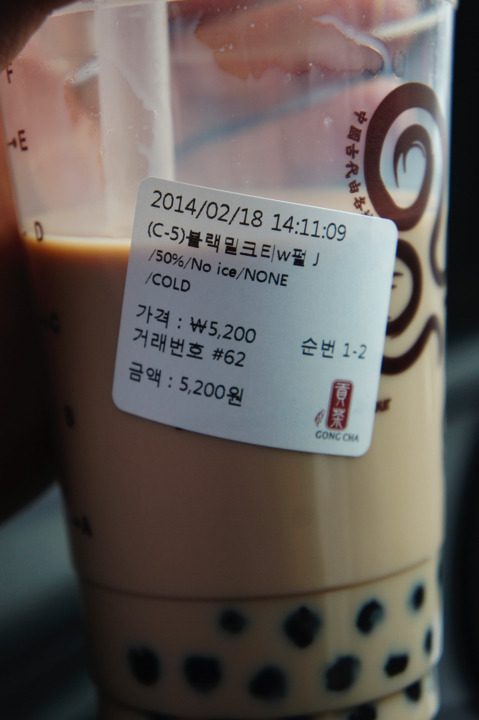 F
E
D
C
B
A
2014/02/18 14:11:09
(C-5)블랙밀크티w펄 J
/50%/No ice/NONE
/COLD
가격 : ₩5,200
거래번호 #62
순번 1-2
금액 : 5,200원
貢茶
GONG CHA